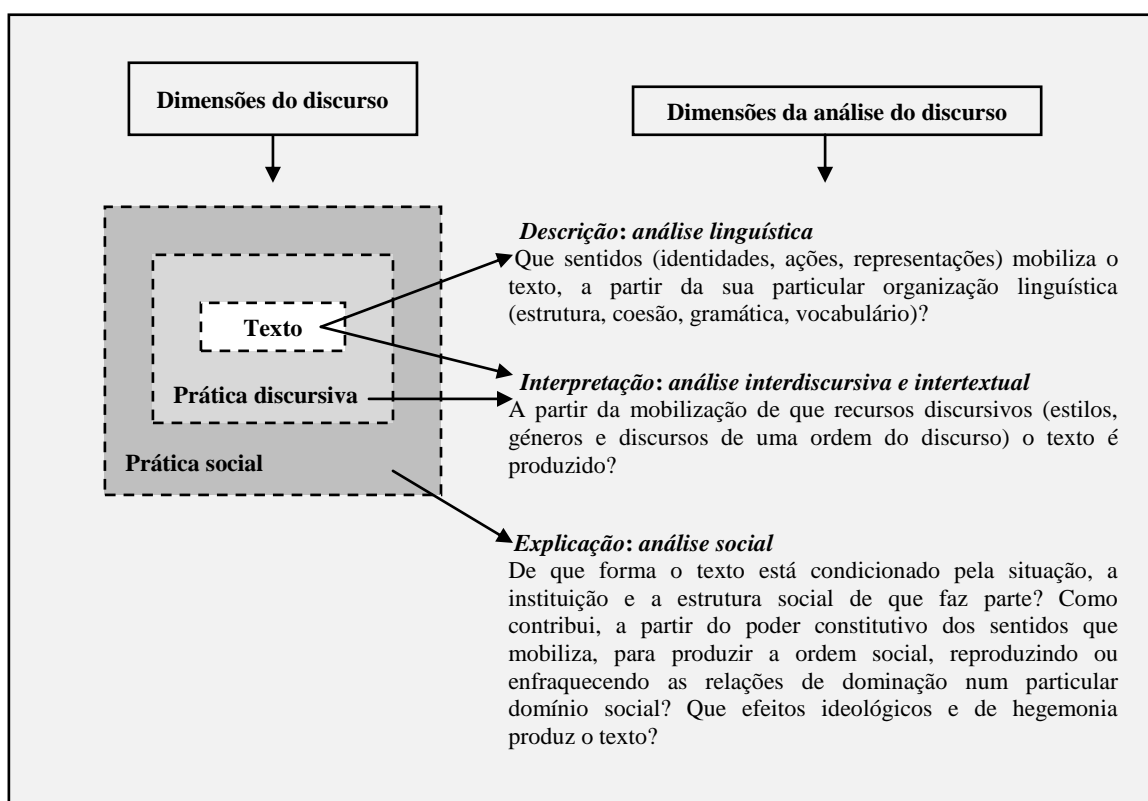 Dimensões do discurso
Dimensões da análise do discurso
Texto
Prática discursiva
Prática social
Descrição: análise linguística
Que sentidos (identidades, ações, representações) mobiliza o
texto, a partir da sua particular organização linguística
(estrutura, coesão, gramática, vocabulário)?
Interpretação: análise interdiscursiva e intertextual
A partir da mobilização de que recursos discursivos (estilos,
géneros e discursos de uma ordem do discurso) o texto é
produzido?
Explicação: análise social
De que forma o texto está condicionado pela situação, a
instituição e a estrutura social de que faz parte? Como
contribui, a partir do poder constitutivo dos sentidos que
mobiliza, para produzir a ordem social, reproduzindo ou
enfraquecendo as relações de dominação num particular
domínio social? Que efeitos ideológicos e de hegemonia
produz o texto?